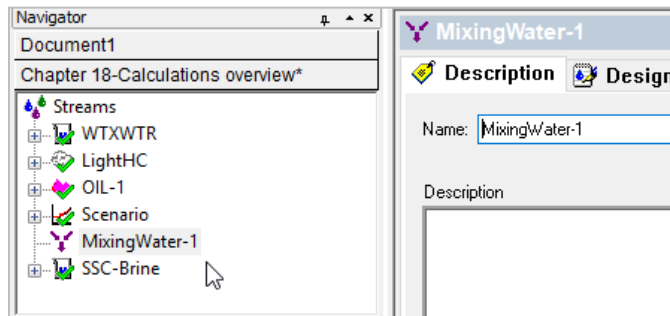 Navigator
Document1
Chapter 18-Calculations overview*
Streams
WTXWTR
LightHC
OIL-1
Scenario
MixingWater-1
SSC-Brine
MixingWater-1
Description
Design
Name: MixingWater-1
Description